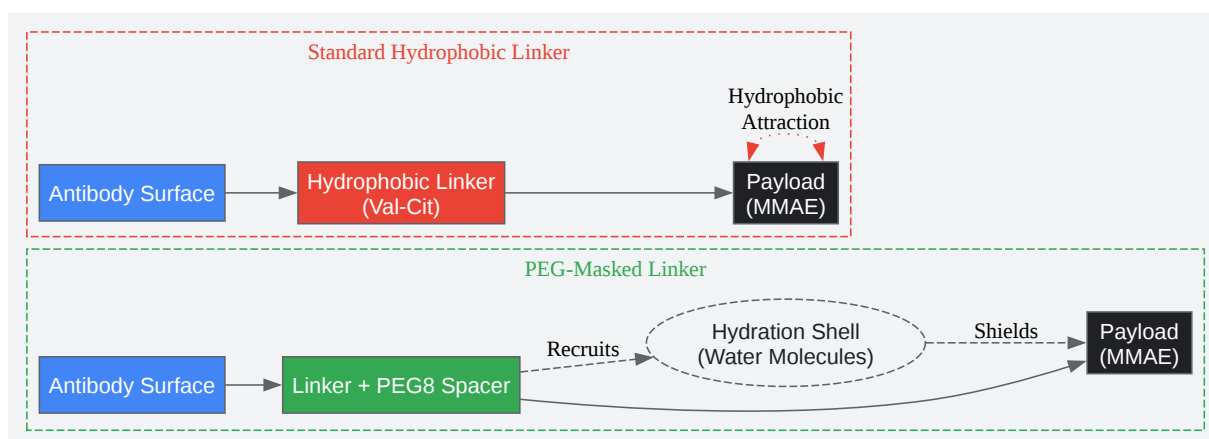 Standard Hydrophobic Linker
Hydrophobic
Attraction
Antibody Surface
Hydrophobic Linker
(Val-Cit)
Payload
(MMAE)
PEG-Masked Linker
Antibody Surface
Linker + PEG8 Spacer
Recruits
Hydration Shell
(Water Molecules)
Shields
Payload
(MMAE)